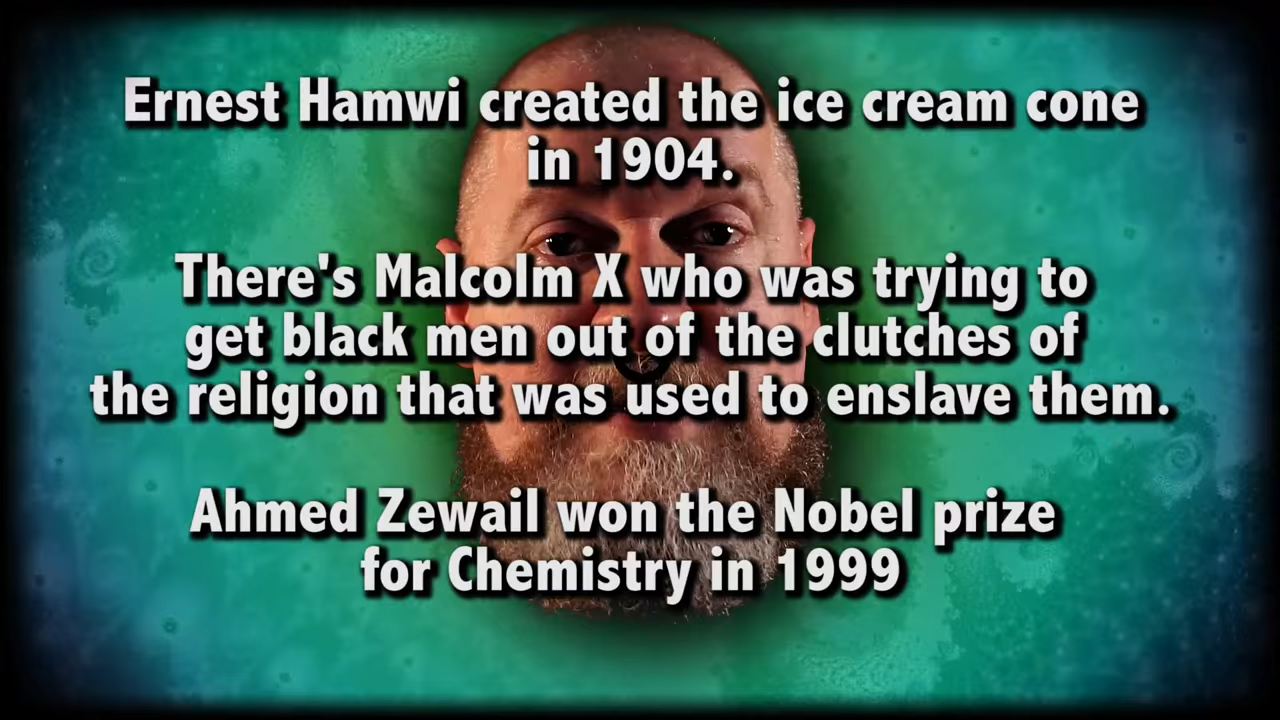 Ernest Hamwi created the ice cream cone
in 1904.
There's Malcolm X who was trying to
get black men out of the clutches of
the religion that was used to enslave them.
Ahmed Zewail won the Nobel prize
for Chemistry in 1999